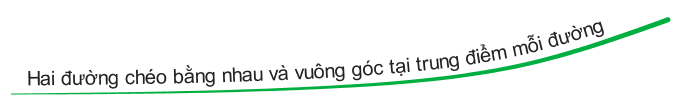 Hai đường chéo bằng nhau và vuông góc tại trung điểm mỗi đường